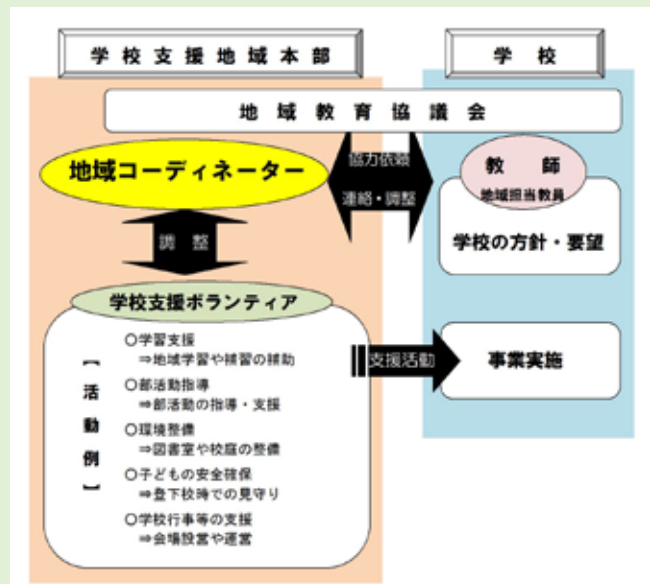 学校支援地域本部
学校
地域教育協議会
地域コーディネーター
協力依頼
連絡・調整
教師
地域担当教員
学校の方針・要望
調整
学校支援ボランティア
【活動例】
○学習支援
⇒地域学習や補習の補助
○部活動指導
⇒部活動の指導・支援
○環境整備
⇒図書室や校庭の整備
○子どもの安全確保
⇒登下校時での見守り
○学校行事等の支援
⇒会場設営や運営
支援活動
事業実施